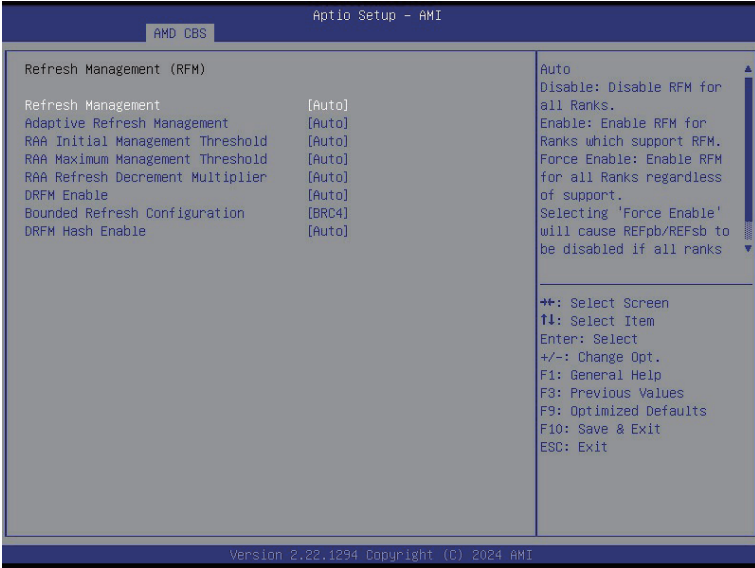 Aptio Setup – AMI
AMD CBS
Refresh Management (RFM)
Refresh Management [Auto]
Adaptive Refresh Management [Auto]
RAA Initial Management Threshold [Auto]
RAA Maximum Management Threshold [Auto]
RAA Refresh Decrement Multiplier [Auto]
DRFM Enable [Auto]
Bounded Refresh Configuration [BRC4]
DRFM Hash Enable [Auto]
Auto
Disable: Disable RFM for
all Ranks.
Enable: Enable RFM for
Ranks which support RFM.
Force Enable: Enable RFM
for all Ranks regardless
of support.
Selecting 'Force Enable'
will cause REFpb/REFsb to
be disabled if all ranks
→←: Select Screen
↑↓: Select Item
Enter: Select
+/-: Change Opt.
F1: General Help
F3: Previous Values
F9: Optimized Defaults
F10: Save & Exit
ESC: Exit
Version 2.22.1294 Copyright (C) 2024 AMI